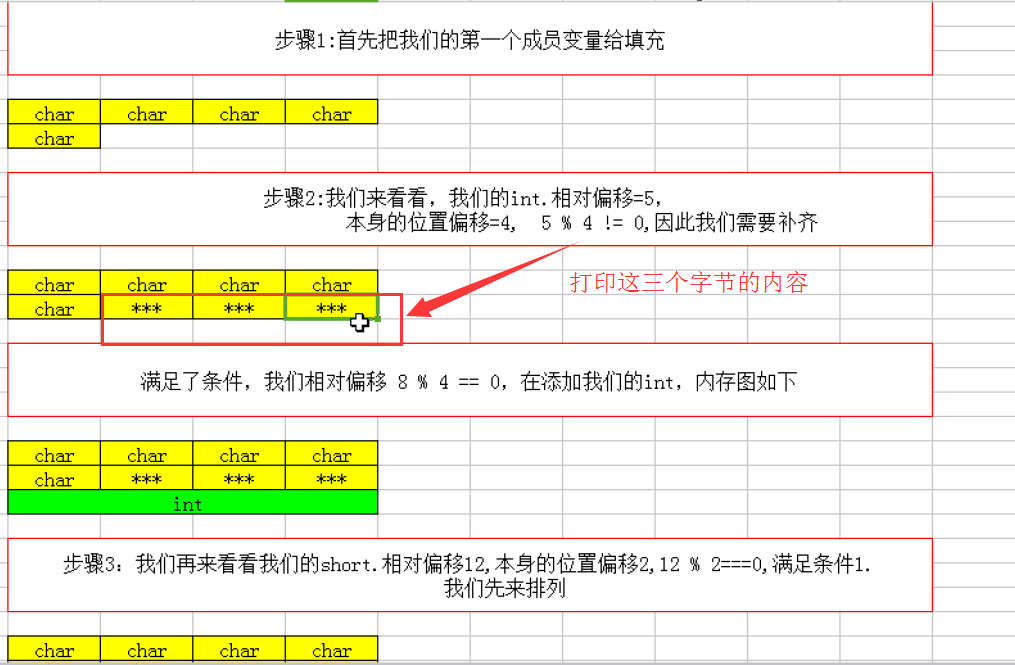 步骤1:首先把我们的第一个成员变量给填充
char char char char
char
步骤2:我们来看看，我们的int.相对偏移=5,
本身的位置偏移=4,  5 % 4 != 0,因此我们需要补齐
打印这三个字节的内容
char char char char
char *** *** ***
满足了条件，我们相对偏移 8 % 4 == 0，在添加我们的int，内存图如下
char char char char
char *** *** ***
int
步骤3：我们再来看看我们的short.相对偏移12,本身的位置偏移2,12 % 2===0,满足条件1.
我们先来排列
char char char char